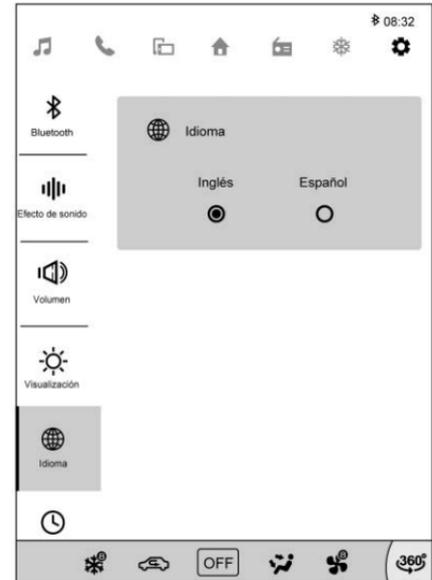 08:32
Bluetooth
Idioma
Inglés Español
Efecto de sonido
Volumen
Visualización
Idioma
OFF
360°